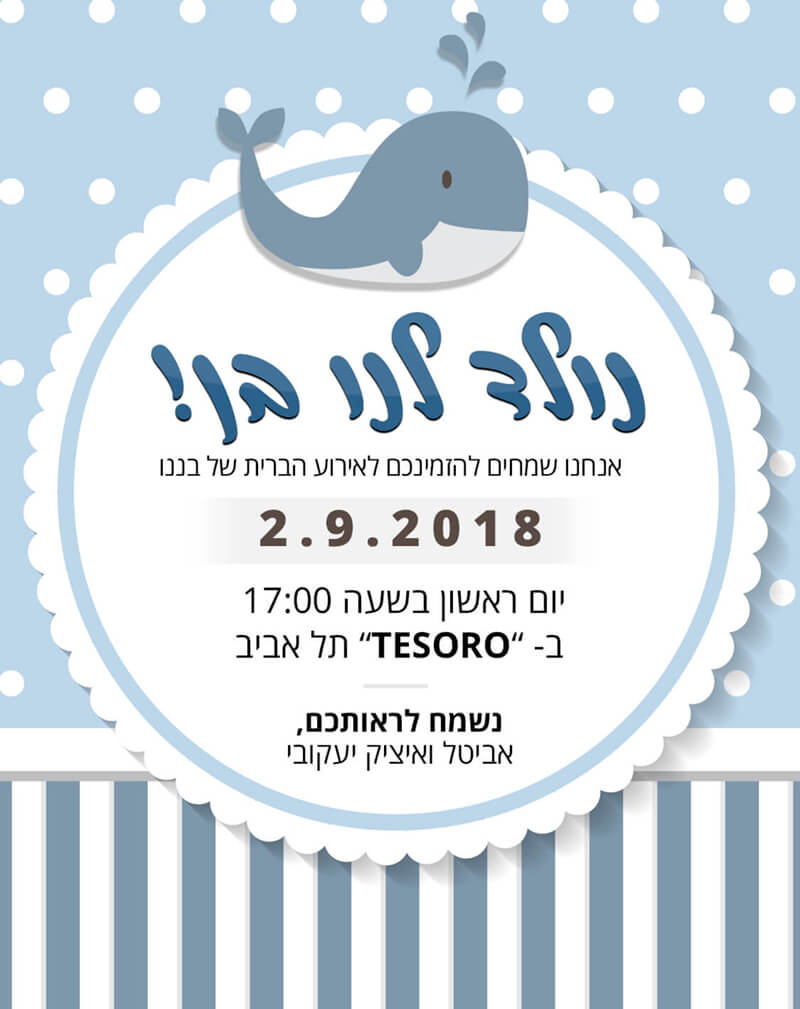 נולד לנו בן!
אנחנו שמחים להזמינכם לאירוע הברית של בננו
2.9.2018
יום ראשון בשעה 17:00
ב- “TESORO“ תל אביב
נשמח לראותכם,
אביטל ואיציק יעקובי